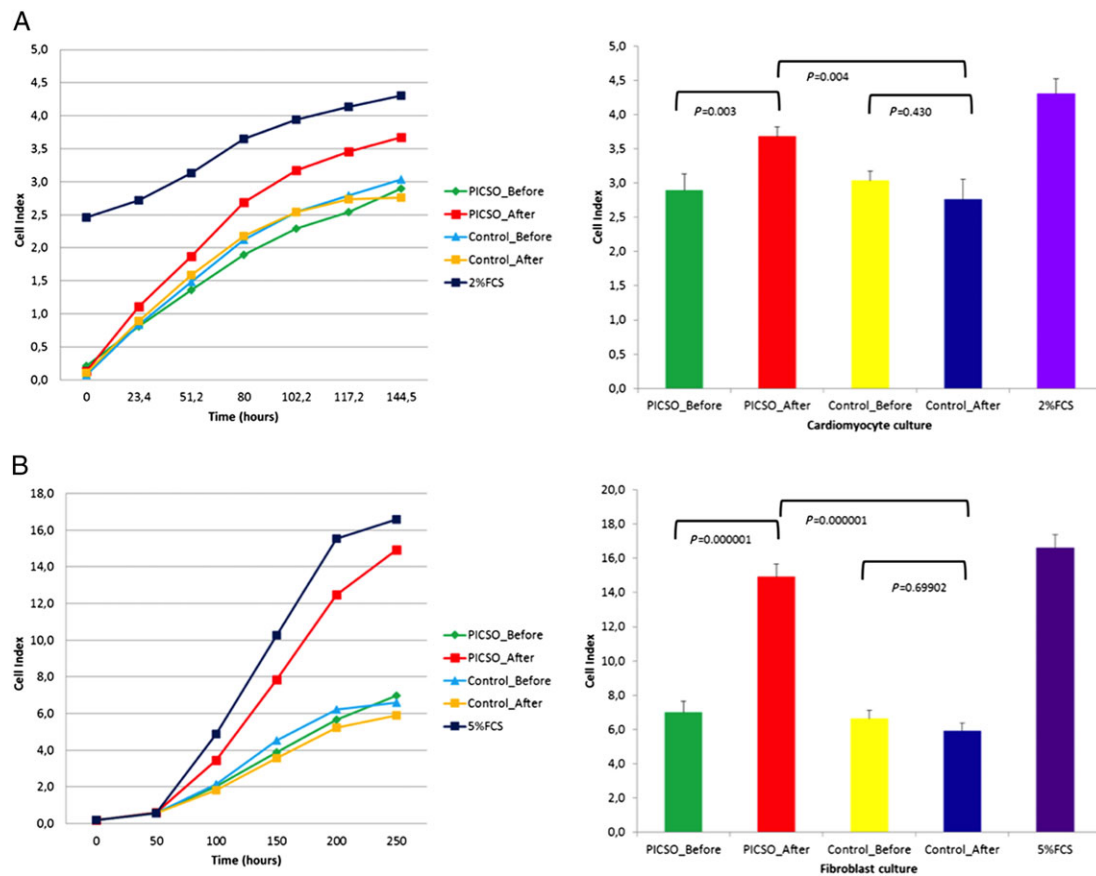 A
5,0
4,5
4,0
3,5
3,0
2,5
2,0
1,5
1,0
0,5
0,0
Cell Index
0 23,4 51,2 80 102,2 117,2 144,5
Time (hours)
PICSO_Before
PICSO_After
Control_Before
Control_After
2%FCS
5,0
4,5
4,0
3,5
3,0
2,5
2,0
1,5
1,0
0,5
0,0
Cell Index
P=0.004
P=0.003
P=0.430
PICSO_Before PICSO_After Control_Before Control_After 2%FCS
Cardiomyocyte culture
B
18,0
16,0
14,0
12,0
10,0
8,0
6,0
4,0
2,0
0,0
Cell Index
0 50 100 150 200 250
Time (hours)
PICSO_Before
PICSO_After
Control_Before
Control_After
5%FCS
20,0
18,0
16,0
14,0
12,0
10,0
8,0
6,0
4,0
2,0
0,0
Cell Index
P=0.000001
P=0.000001
P=0.69902
PICSO_Before PICSO_After Control_Before Control_After 5%FCS
Fibroblast culture